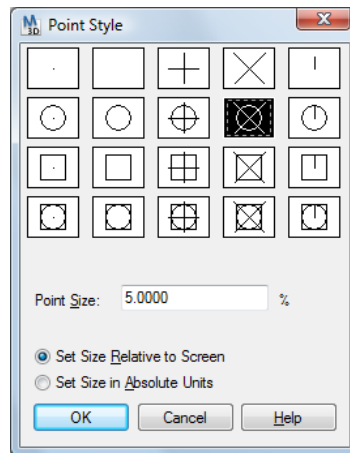 M
3D
Point Style
Point Size: 5.0000 %
Set Size Relative to Screen
Set Size in Absolute Units
OK Cancel Help